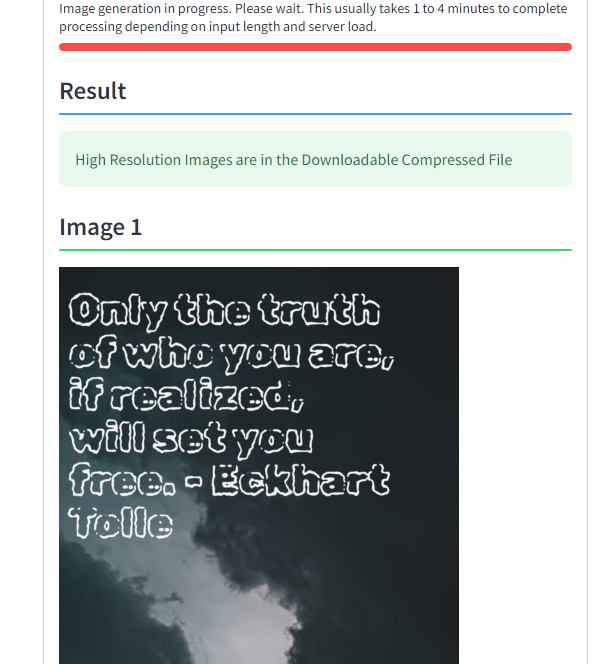 Image generation in progress. Please wait. This usually takes 1 to 4 minutes to complete
processing depending on input length and server load.
Result
High Resolution Images are in the Downloadable Compressed File
Image 1
Only the truth
of who you are,
if realized,
will set you
free. - Eckhart
Tolle